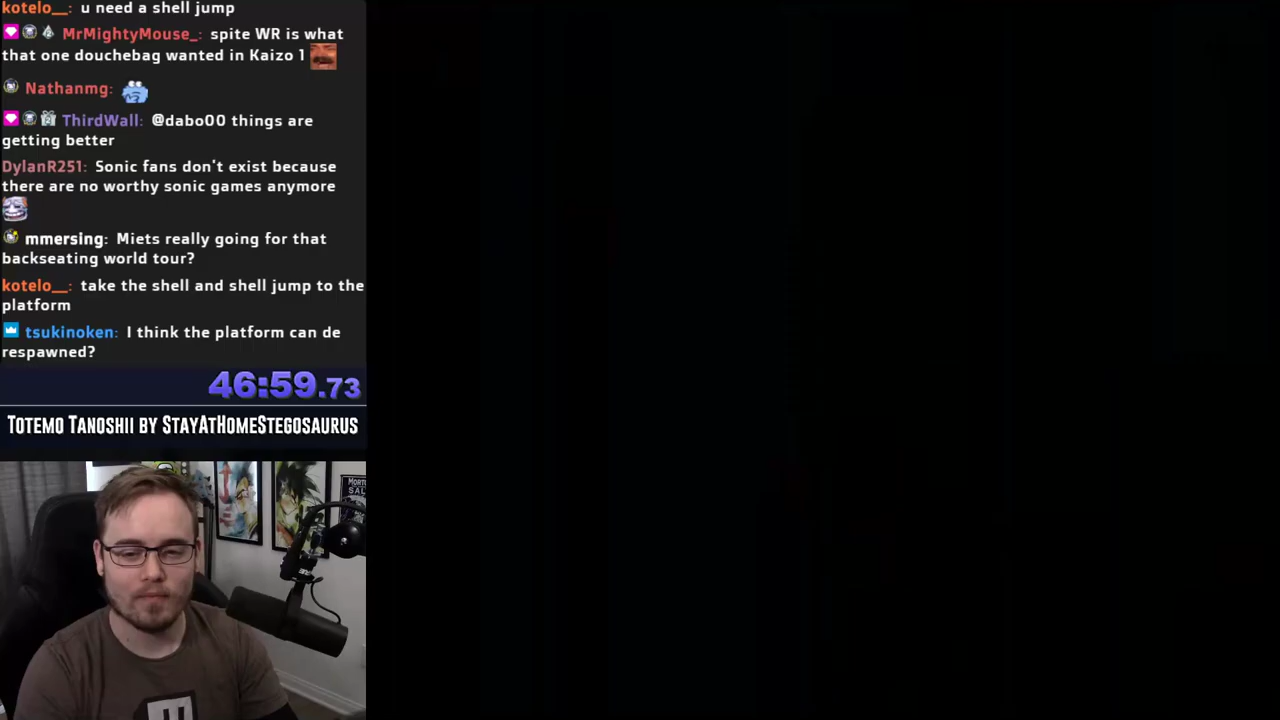 kotelo__: u need a shell jump
MrMightyMouse_: spite WR is what
that one douchebag wanted in Kaizo 1
Nathanmg:
ThirdWall: @dabo00 things are
getting better
DylanR251: Sonic fans don't exist because
there are no worthy sonic games anymore
mmersing: Miets really going for that
backseating world tour?
kotelo__: take the shell and shell jump to the
platform
tsukinoken: I think the platform can de
respawned?
46:59.73
Totemo Tanoshii by StayAtHomeStegosaurus